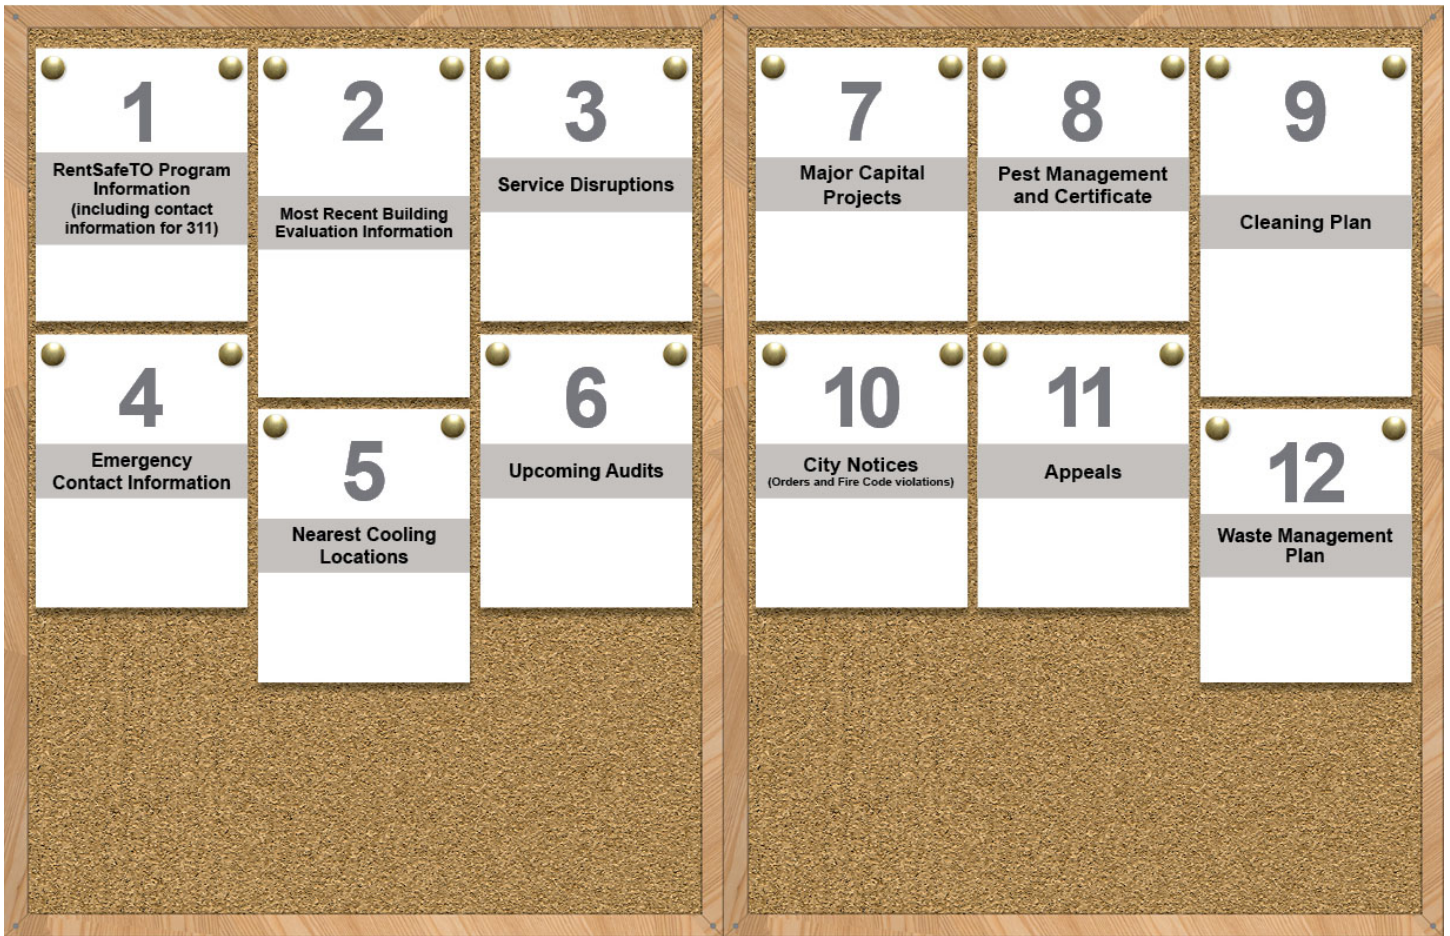 1
RentSafeTO Program
Information
(including contact
information for 311)
2
Most Recent Building
Evaluation Information
3
Service Disruptions
4
Emergency
Contact Information
5
Nearest Cooling
Locations
6
Upcoming Audits
7
Major Capital
Projects
8
Pest Management
and Certificate
9
Cleaning Plan
10
City Notices
(Orders and Fire Code violations)
11
Appeals
12
Waste Management
Plan